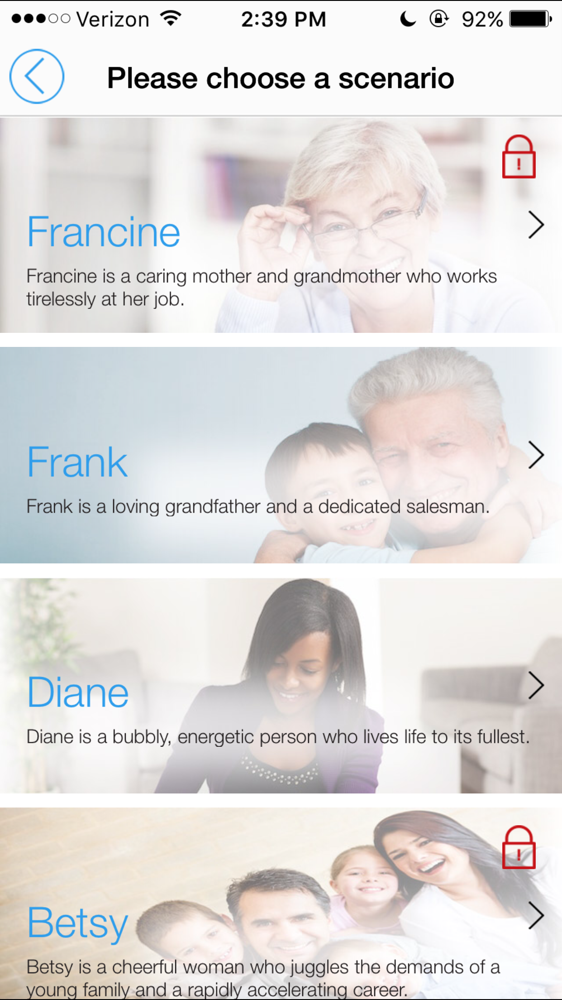 Verizon 2:39 PM 92%
Please choose a scenario
Francine
Francine is a caring mother and grandmother who works
tirelessly at her job.
Frank
Frank is a loving grandfather and a dedicated salesman.
Diane
Diane is a bubbly, energetic person who lives life to its fullest.
Betsy
Betsy is a cheerful woman who juggles the demands of a
young family and a rapidly accelerating career.